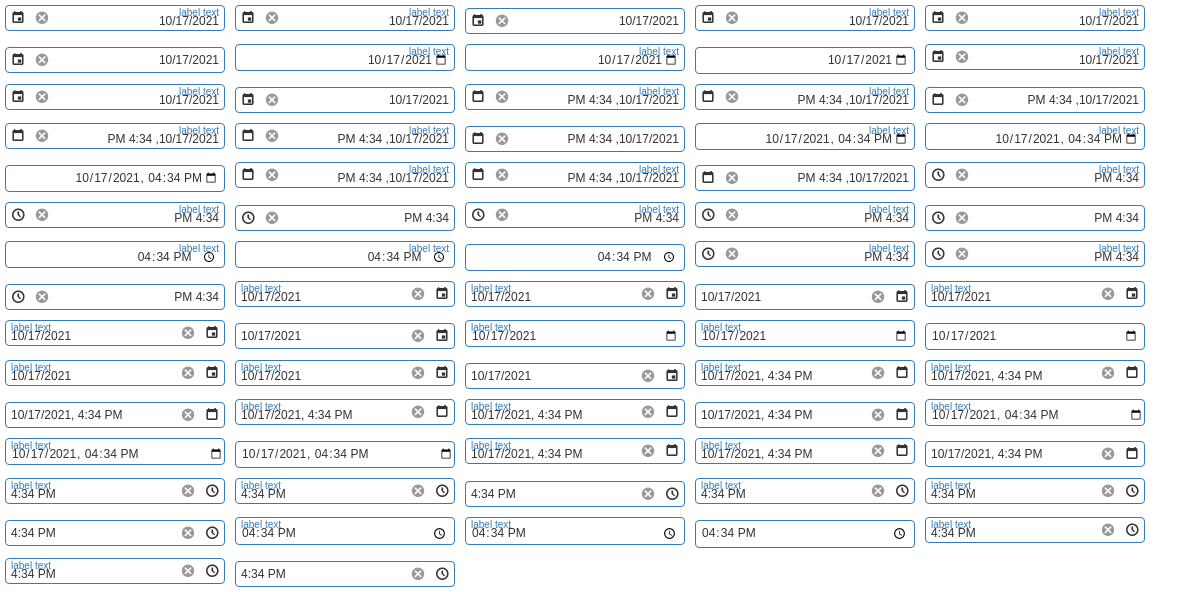 label text label text label text label text
10/17/2021 10/17/2021 10/17/2021 10/17/2021 10/17/2021
label text label text
10/17/2021 10/17/2021 10/17/2021 10/17/2021 10/17/2021
label text label text label text
10/17/2021 10/17/2021 PM 4:34 ,10/17/2021 PM 4:34 ,10/17/2021 PM 4:34 ,10/17/2021
label text label text label text
PM 4:34 ,10/17/2021 PM 4:34 ,10/17/2021 PM 4:34 ,10/17/2021 10/17/2021, 04:34 PM 10/17/2021, 04:34 PM
label text label text label text
10/17/2021, 04:34 PM PM 4:34 ,10/17/2021 PM 4:34 ,10/17/2021 PM 4:34 ,10/17/2021 PM 4:34
label text label text label text
PM 4:34 PM 4:34 PM 4:34 PM 4:34 PM 4:34
label text label text label text label text
04:34 PM 04:34 PM 04:34 PM PM 4:34 PM 4:34
label text label text label text
PM 4:34 10/17/2021 10/17/2021 10/17/2021 10/17/2021
label text label text label text
10/17/2021 10/17/2021 10/17/2021 10/17/2021 10/17/2021
label text label text label text label text
10/17/2021 10/17/2021 10/17/2021 10/17/2021, 4:34 PM 10/17/2021, 4:34 PM
label text label text label text
10/17/2021, 4:34 PM 10/17/2021, 4:34 PM 10/17/2021, 4:34 PM 10/17/2021, 4:34 PM 10/17/2021, 04:34 PM
label text label text label text
10/17/2021, 04:34 PM 10/17/2021, 04:34 PM 10/17/2021, 4:34 PM 10/17/2021, 4:34 PM 10/17/2021, 4:34 PM
label text label text label text label text
4:34 PM 4:34 PM 4:34 PM 4:34 PM 4:34 PM
label text label text label text
4:34 PM 04:34 PM 04:34 PM 04:34 PM 4:34 PM
label text
4:34 PM 4:34 PM